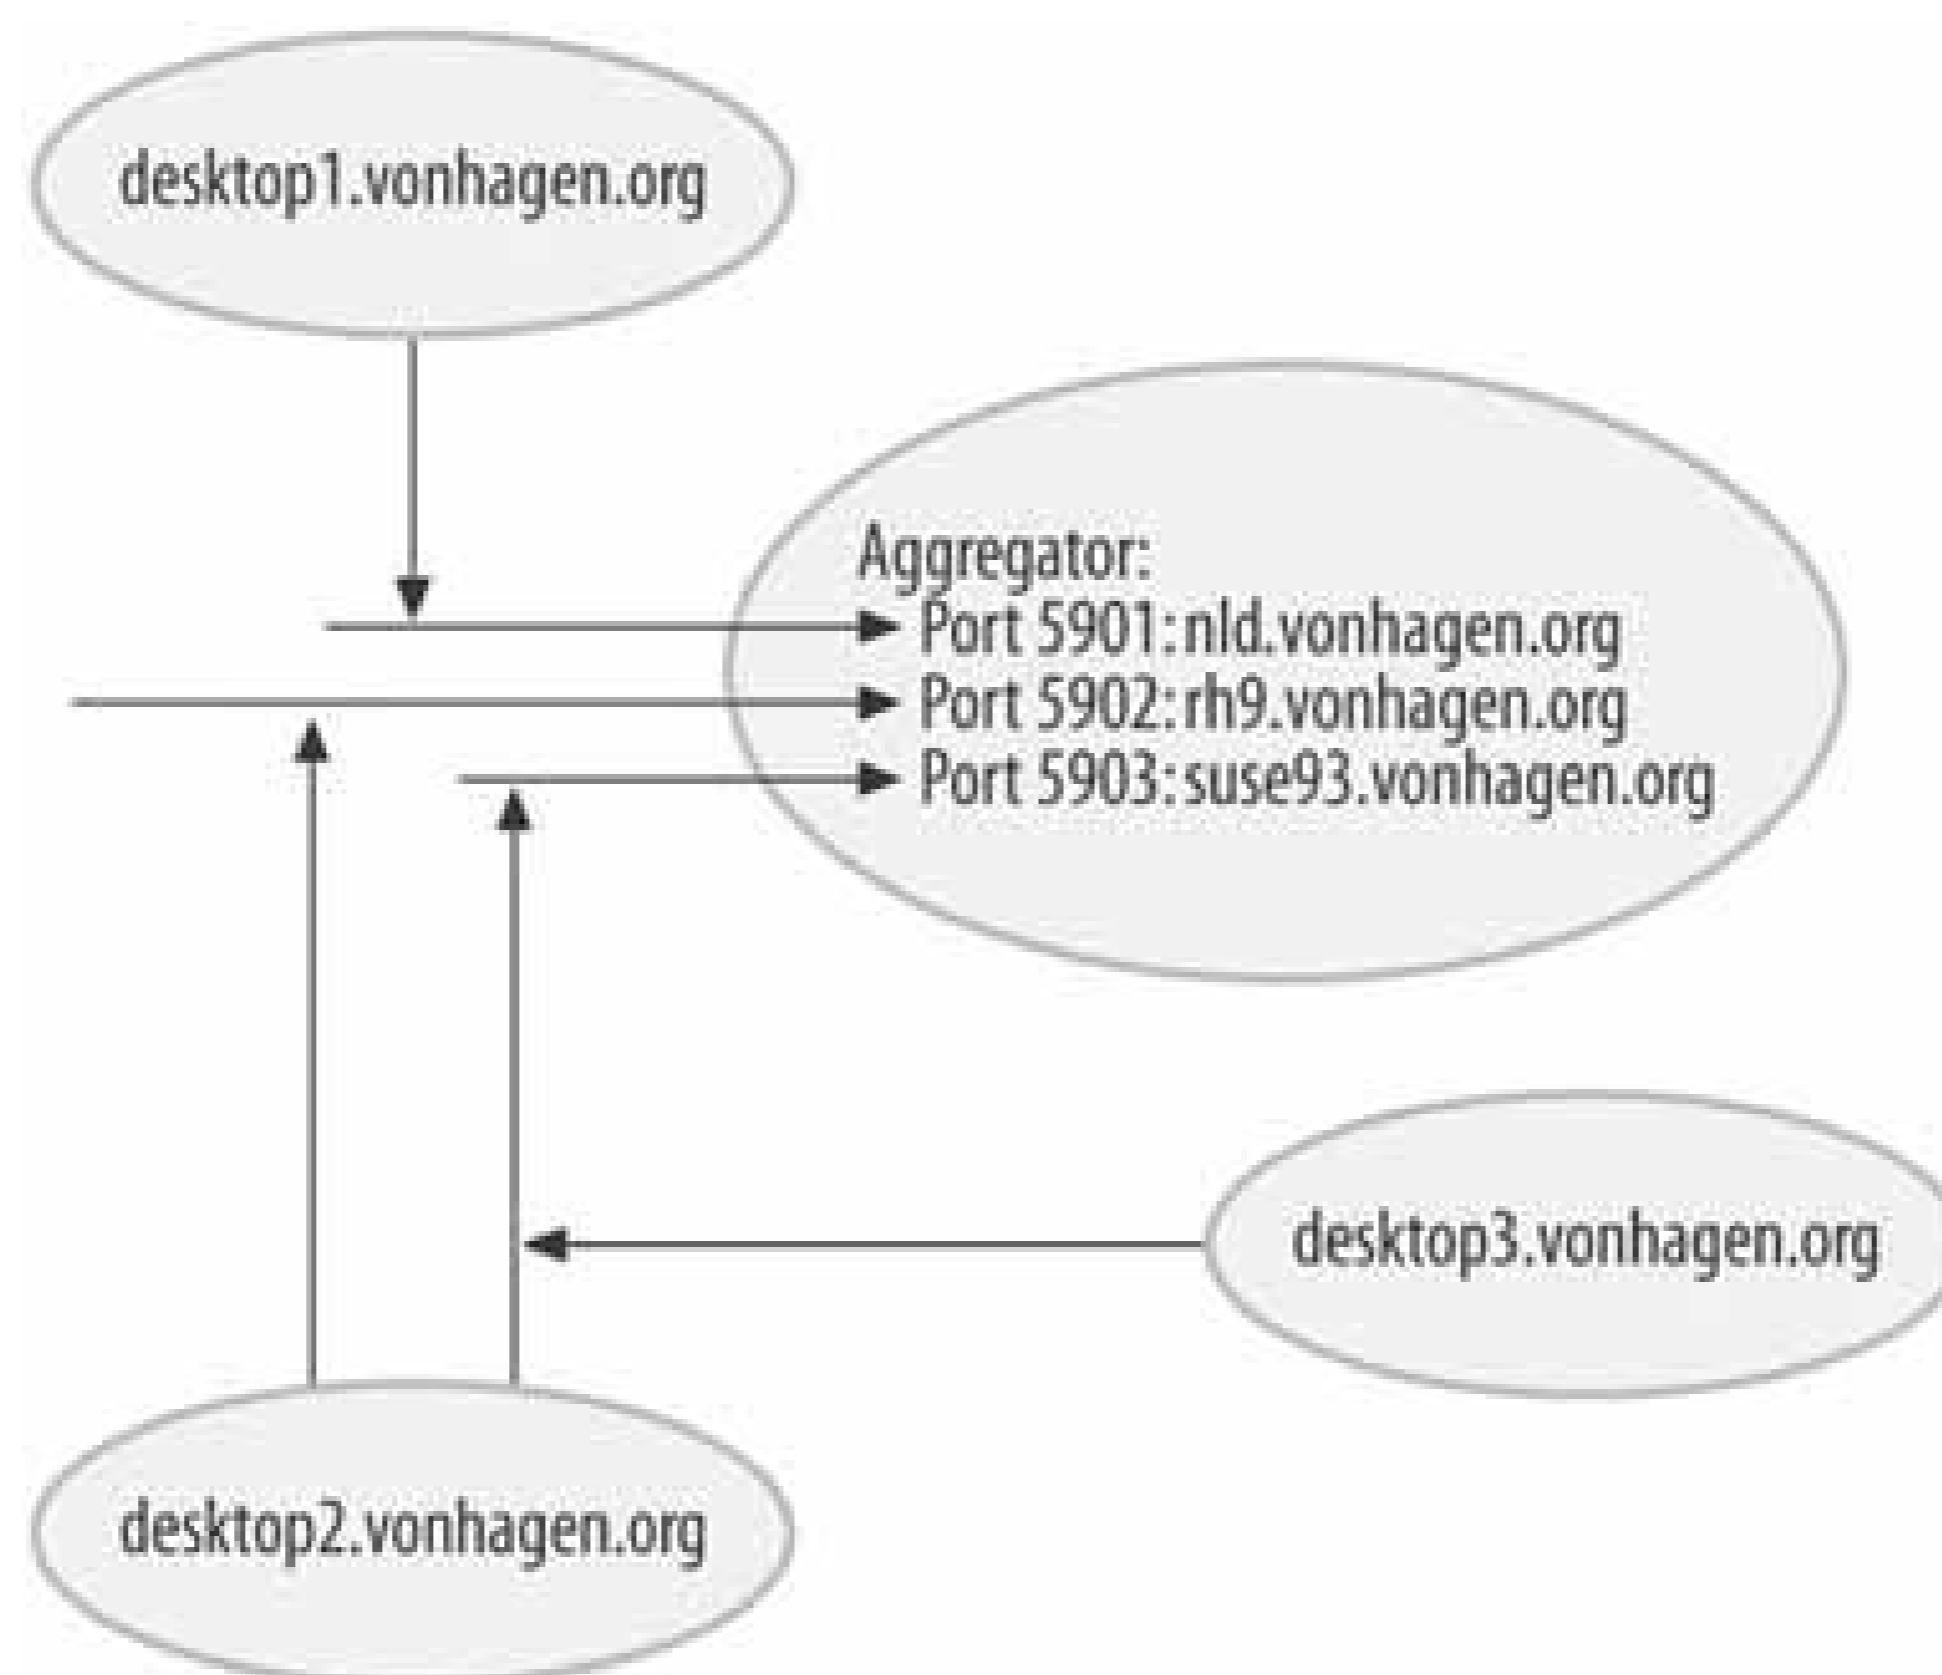 desktop1.vonhagen.org
Aggregator:
Port 5901: nld.vonhagen.org
Port 5902: rh9.vonhagen.org
Port 5903: suse93.vonhagen.org
desktop3.vonhagen.org
desktop2.vonhagen.org